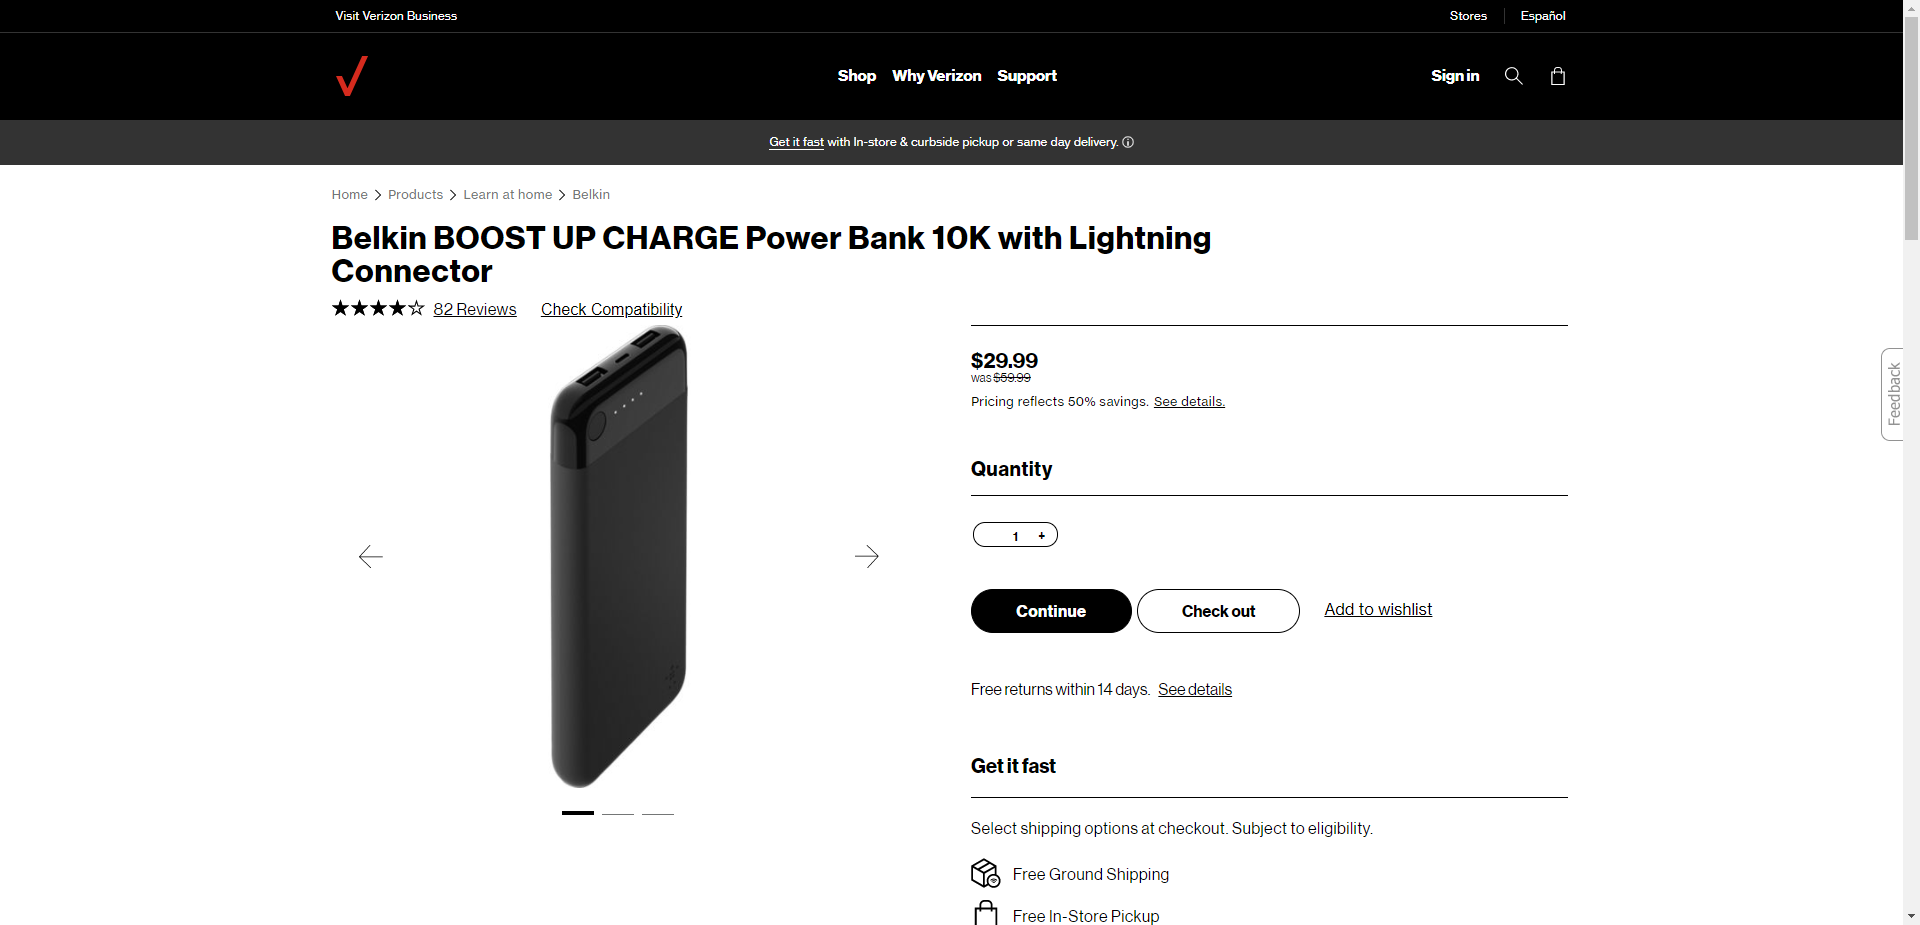 Visit Verizon Business
Stores
Español
Shop
Why Verizon
Support
Sign in
Get it fast with In-store & curbside pickup or same day delivery.
Home
Products
Learn at home
Belkin
Belkin BOOST UP CHARGE Power Bank 10K with Lightning
Connector
82 Reviews
Check Compatibility
$29.99
was $59.99
Pricing reflects 50% savings. See details.
Feedback
Quantity
1 +
Continue
Check out
Add to wishlist
Free returns within 14 days. See details
Get it fast
Select shipping options at checkout. Subject to eligibility.
Free Ground Shipping
Free In-Store Pickup